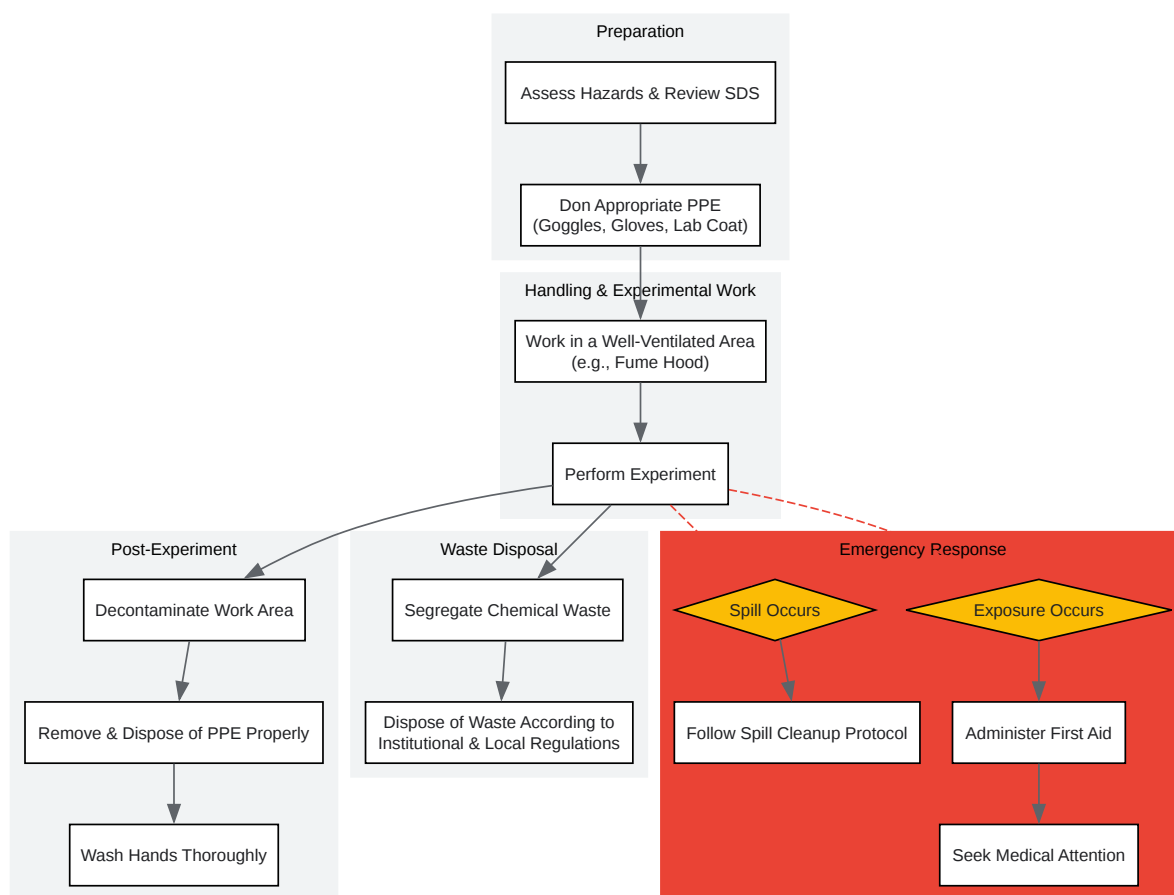 Preparation
Assess Hazards & Review SDS
Don Appropriate PPE
(Goggles, Gloves, Lab Coat)
Handling & Experimental Work
Work in a Well-Ventilated Area
(e.g., Fume Hood)
Perform Experiment
Post-Experiment
Decontaminate Work Area
Remove & Dispose of PPE Properly
Wash Hands Thoroughly
Waste Disposal
Segregate Chemical Waste
Dispose of Waste According to
Institutional & Local Regulations
Emergency Response
Spill Occurs
Follow Spill Cleanup Protocol
Exposure Occurs
Administer First Aid
Seek Medical Attention